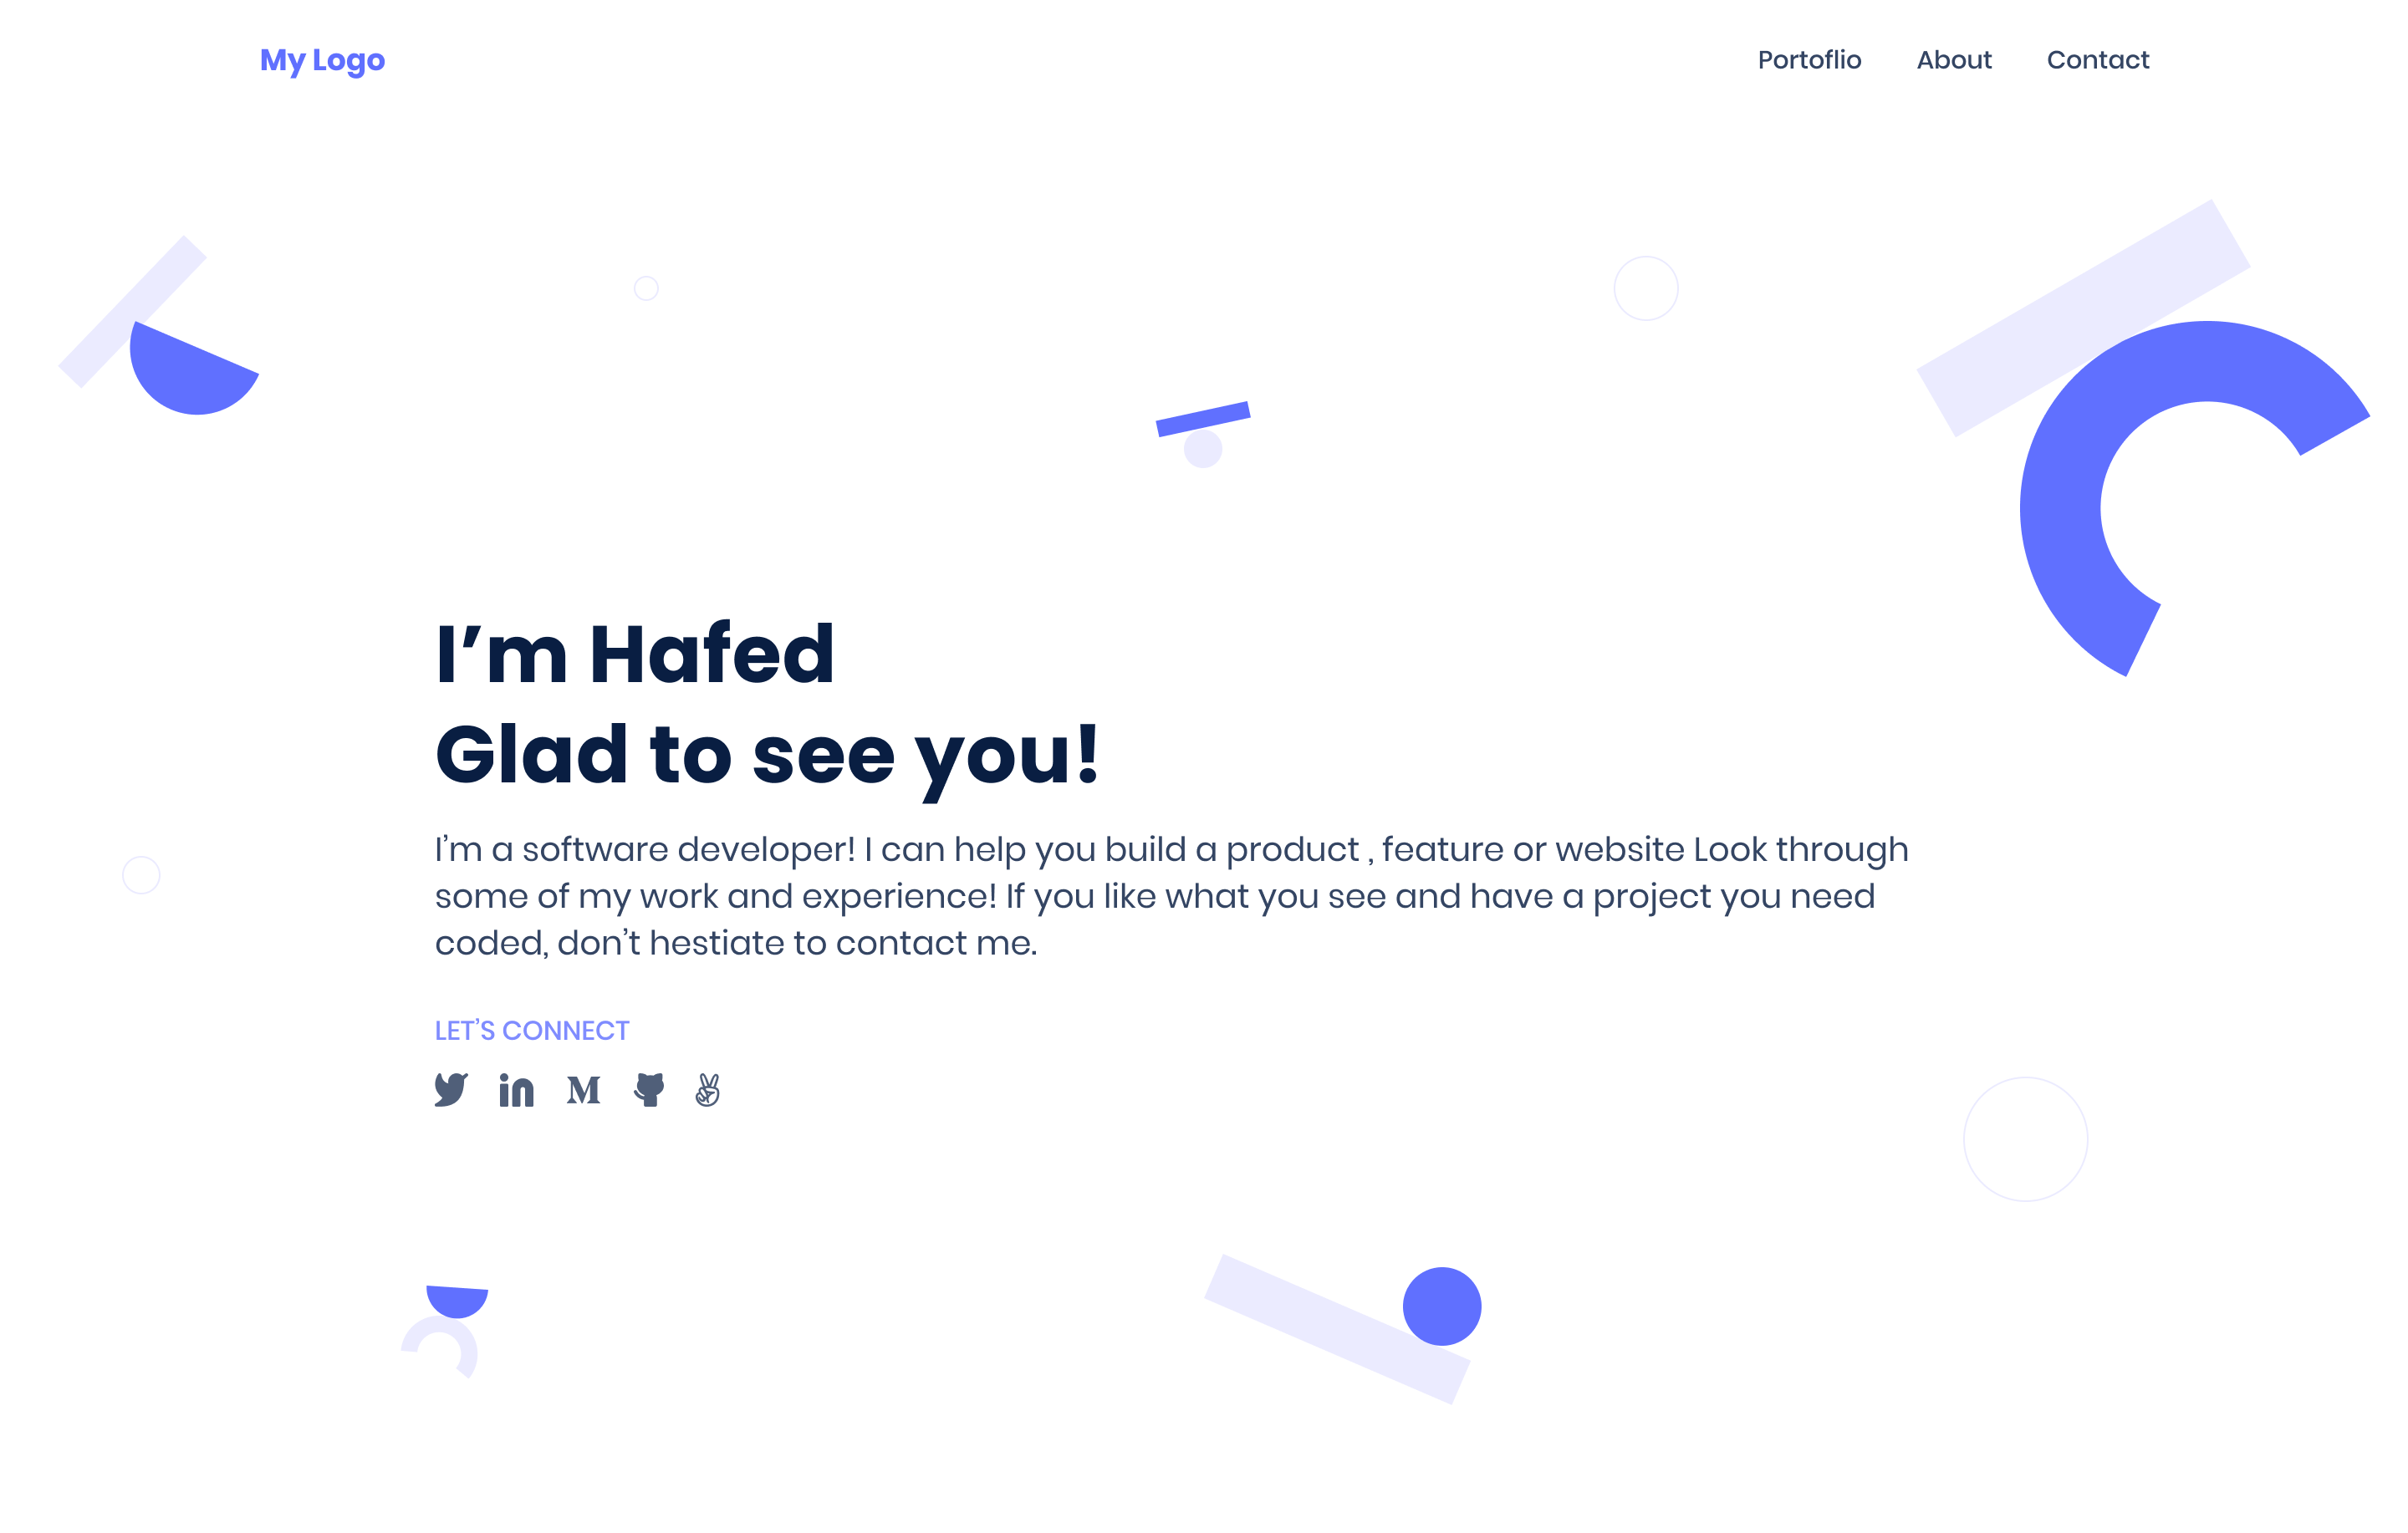 My Logo
Portoflio About Contact
I’m Hafed
Glad to see you!
I’m a software developer! I can help you build a product , feature or website Look through
some of my work and experience! If you like what you see and have a project you need
coded, don’t hestiate to contact me.
LET’S CONNECT